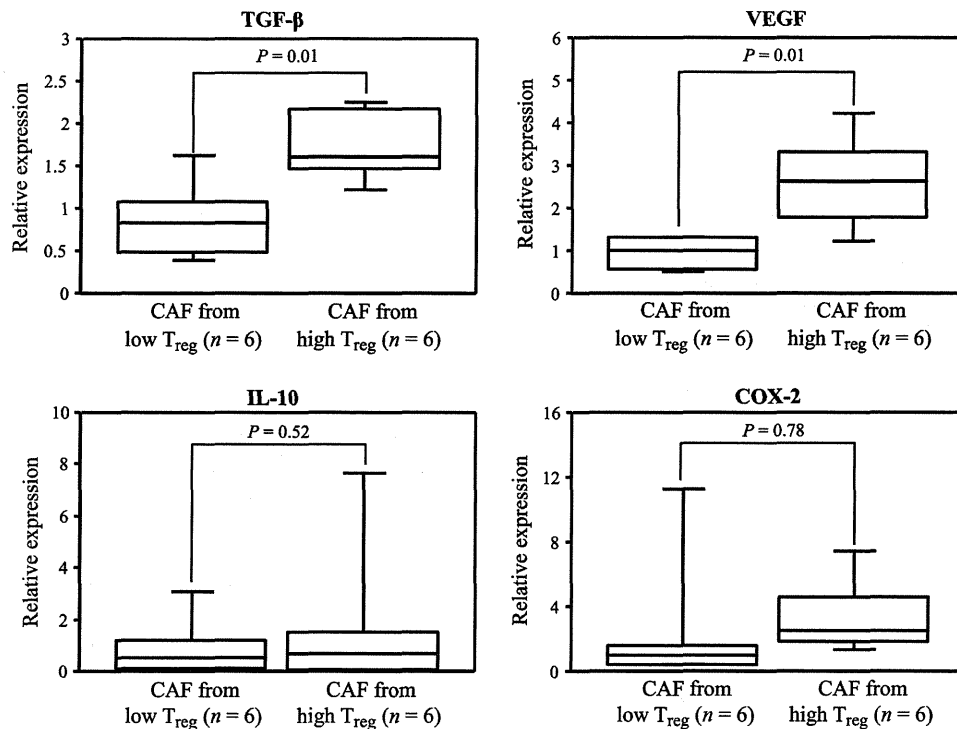 TGF-β
3
2.5
2
1.5
1
0.5
0
Relative expression
P = 0.01
CAF from
low Treg (n = 6)
CAF from
high Treg (n = 6)
VEGF
6
5
4
3
2
1
0
Relative expression
P = 0.01
CAF from
low Treg (n = 6)
CAF from
high Treg (n = 6)
IL-10
10
8
6
4
2
0
Relative expression
P = 0.52
CAF from
low Treg (n = 6)
CAF from
high Treg (n = 6)
COX-2
16
12
8
4
0
Relative expression
P = 0.78
CAF from
low Treg (n = 6)
CAF from
high Treg (n = 6)